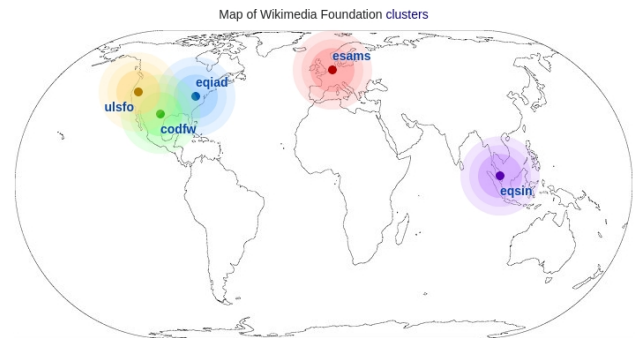 Map of Wikimedia Foundation clusters
esams
eqiad
ulsfo
codfw
eqsin